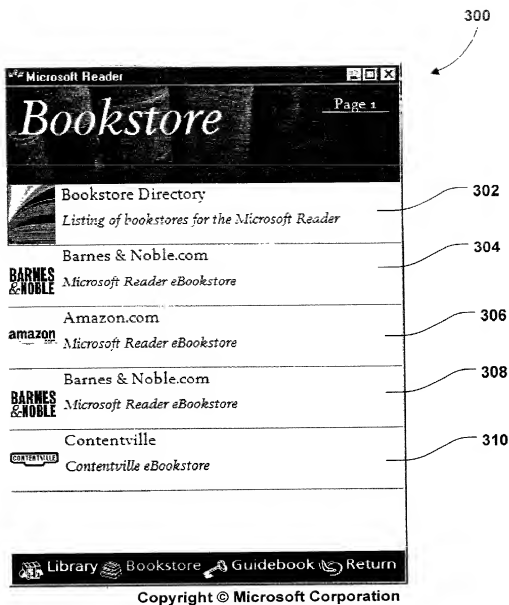 300
Microsoft Reader
Bookstore
Page 1
Bookstore Directory
Listing of bookstores for the Microsoft Reader
302
Barnes & Noble.com
BARNES
&NOBLE
Microsoft Reader eBookstore
304
Amazon.com
amazon
Microsoft Reader eBookstore
306
Barnes & Noble.com
BARNES
&NOBLE
Microsoft Reader eBookstore
308
Contentville
CONTENTVILLE
Contentville eBookstore
310
Library Bookstore Guidebook Return
Copyright © Microsoft Corporation